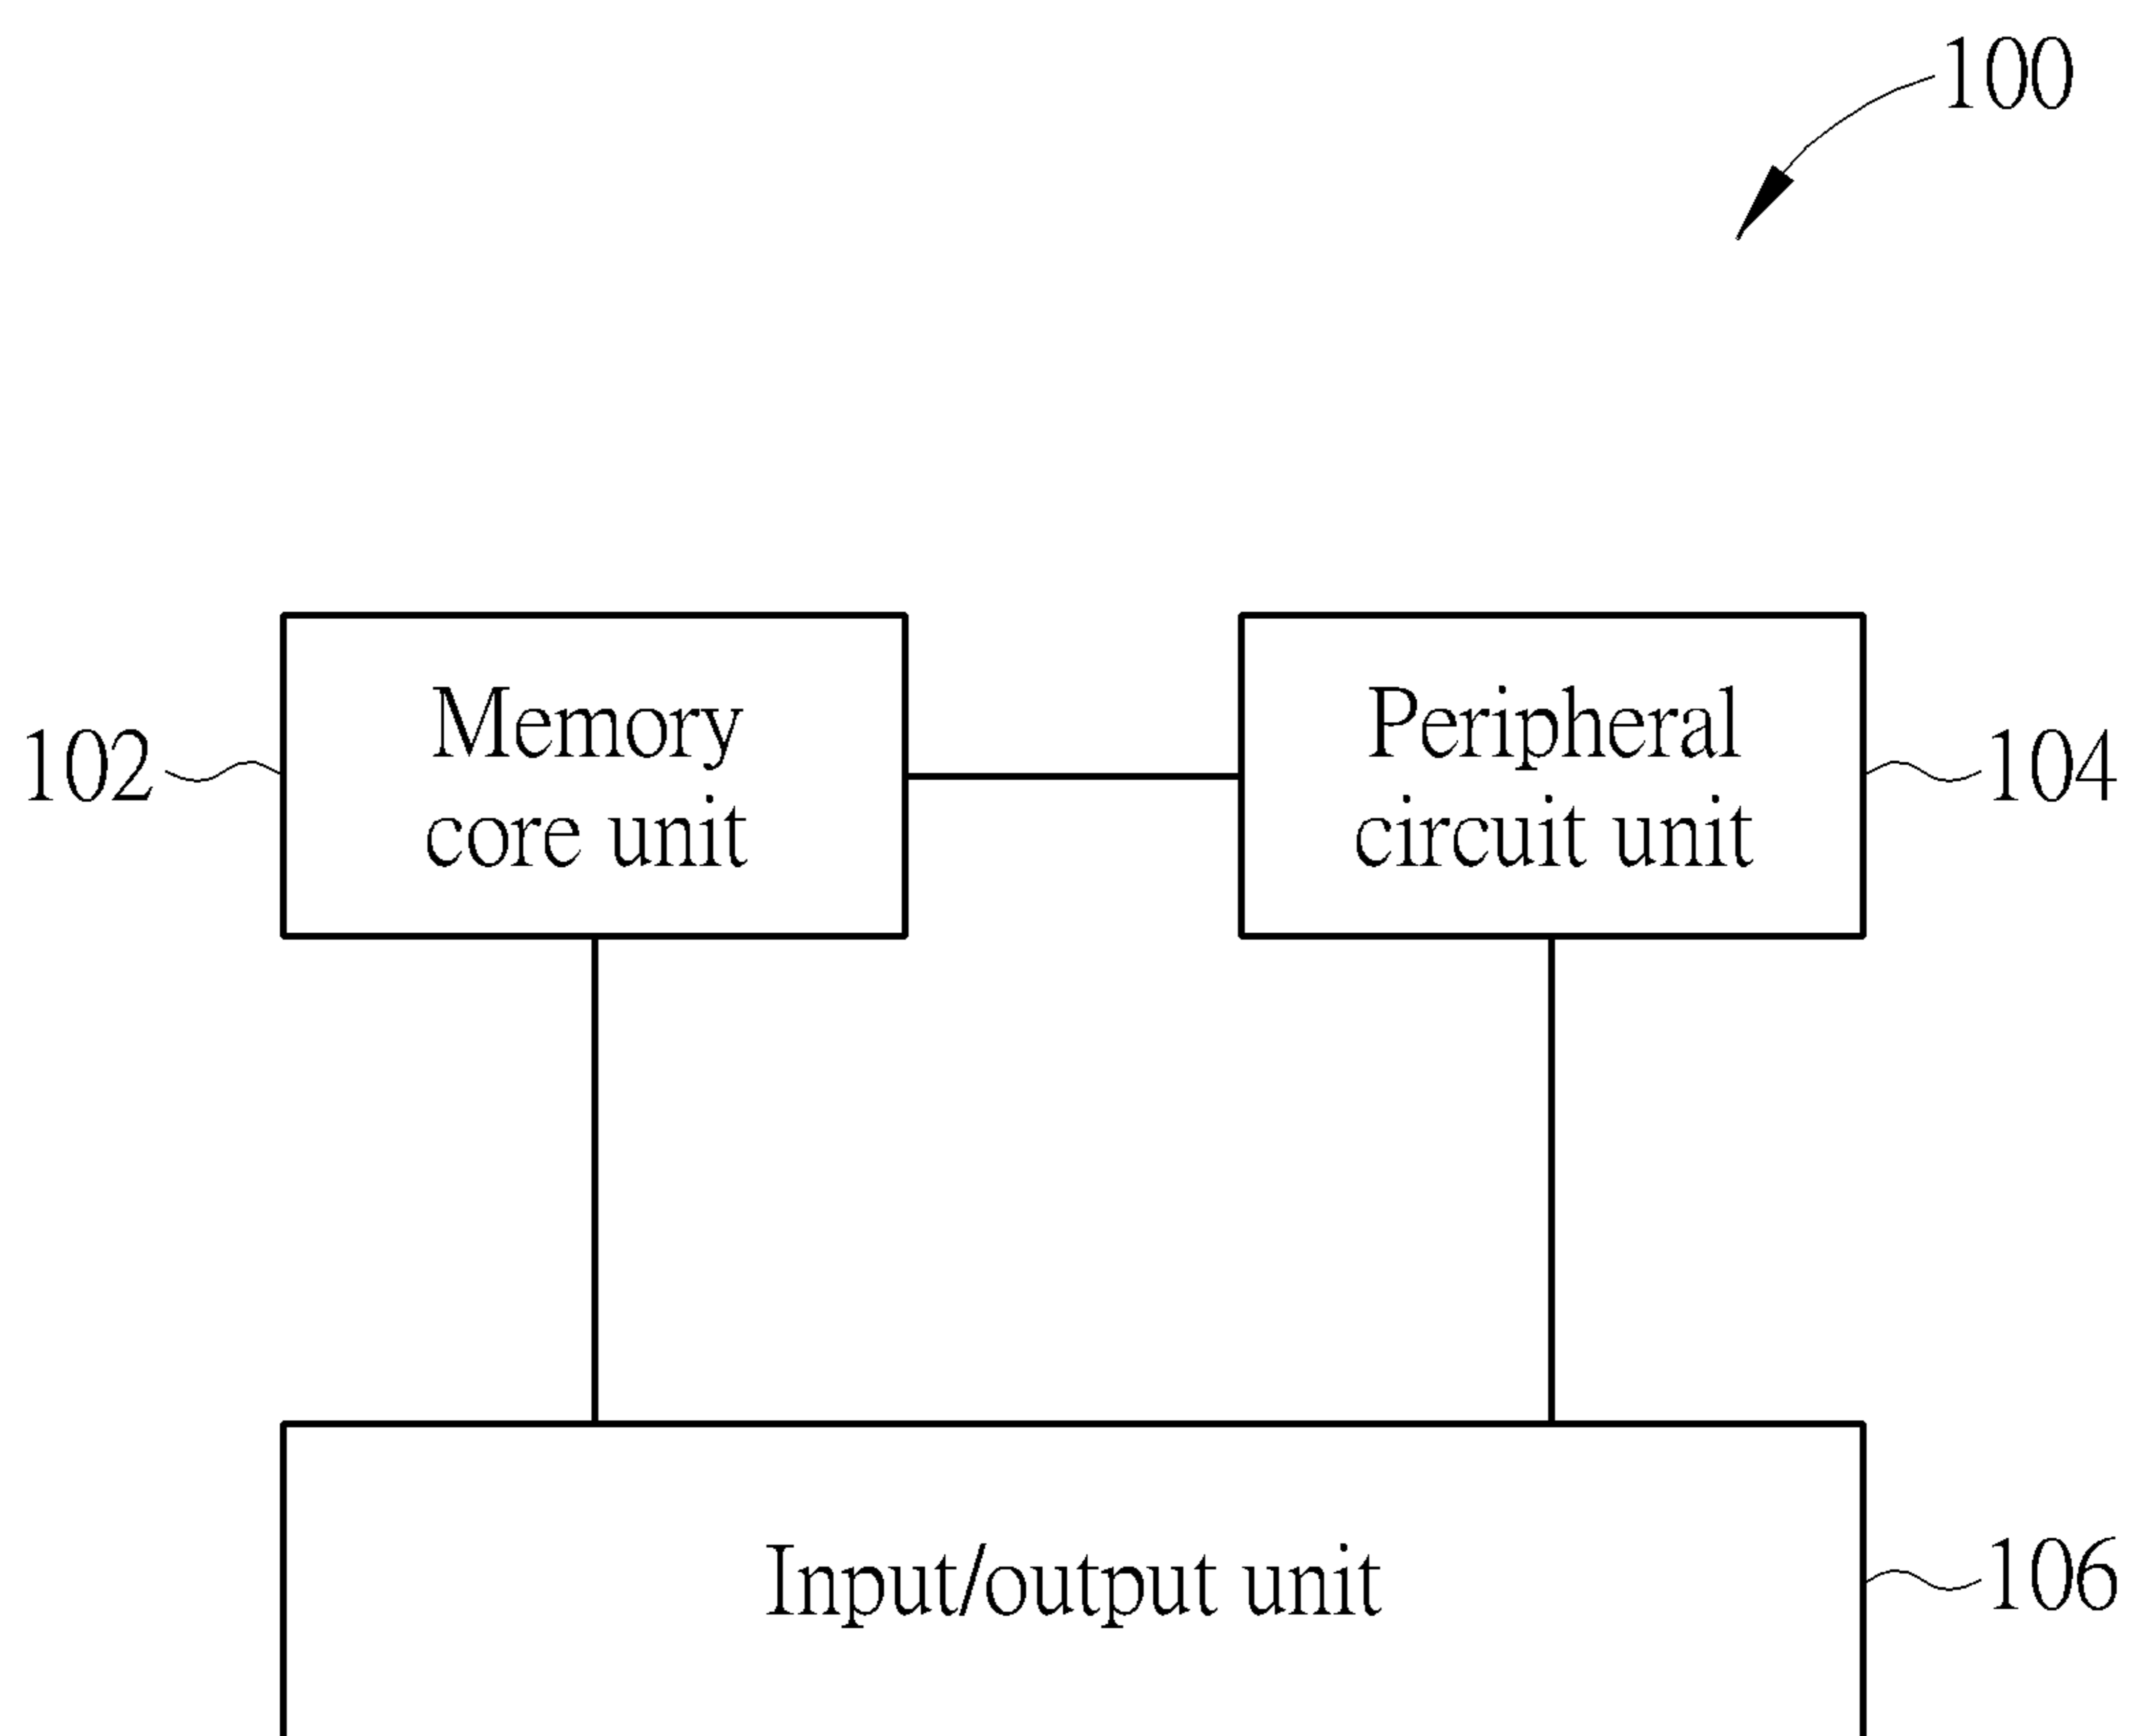 100
Memory
core unit
Peripheral
circuit unit
102
104
Input/output unit
106